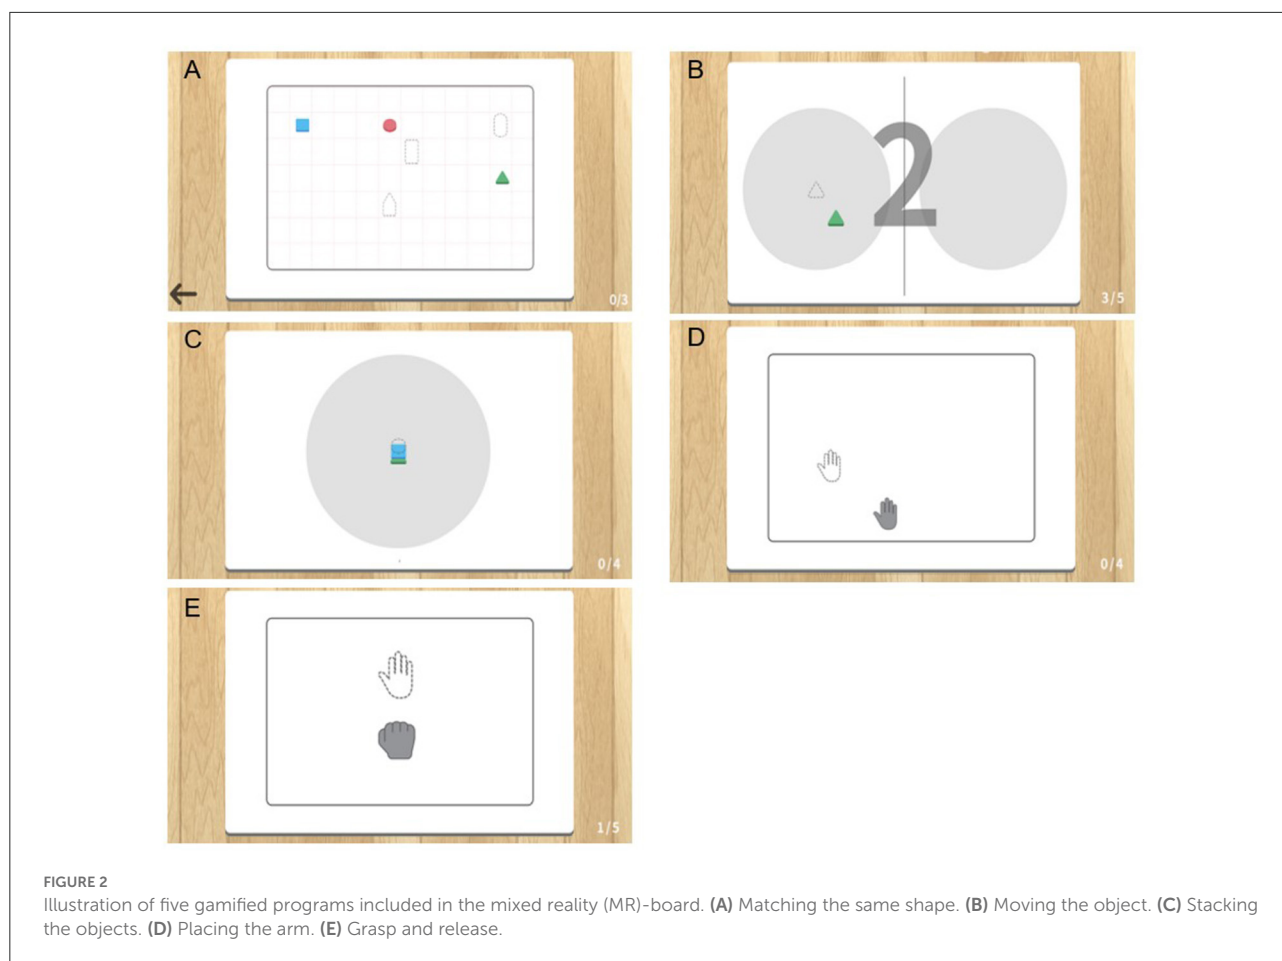 A
0/3
B
2
3/5
C
0/4
D
0/4
E
1/5
FIGURE 2
Illustration of five gamified programs included in the mixed reality (MR)-board. (A) Matching the same shape. (B) Moving the object. (C) Stacking
the objects. (D) Placing the arm. (E) Grasp and release.